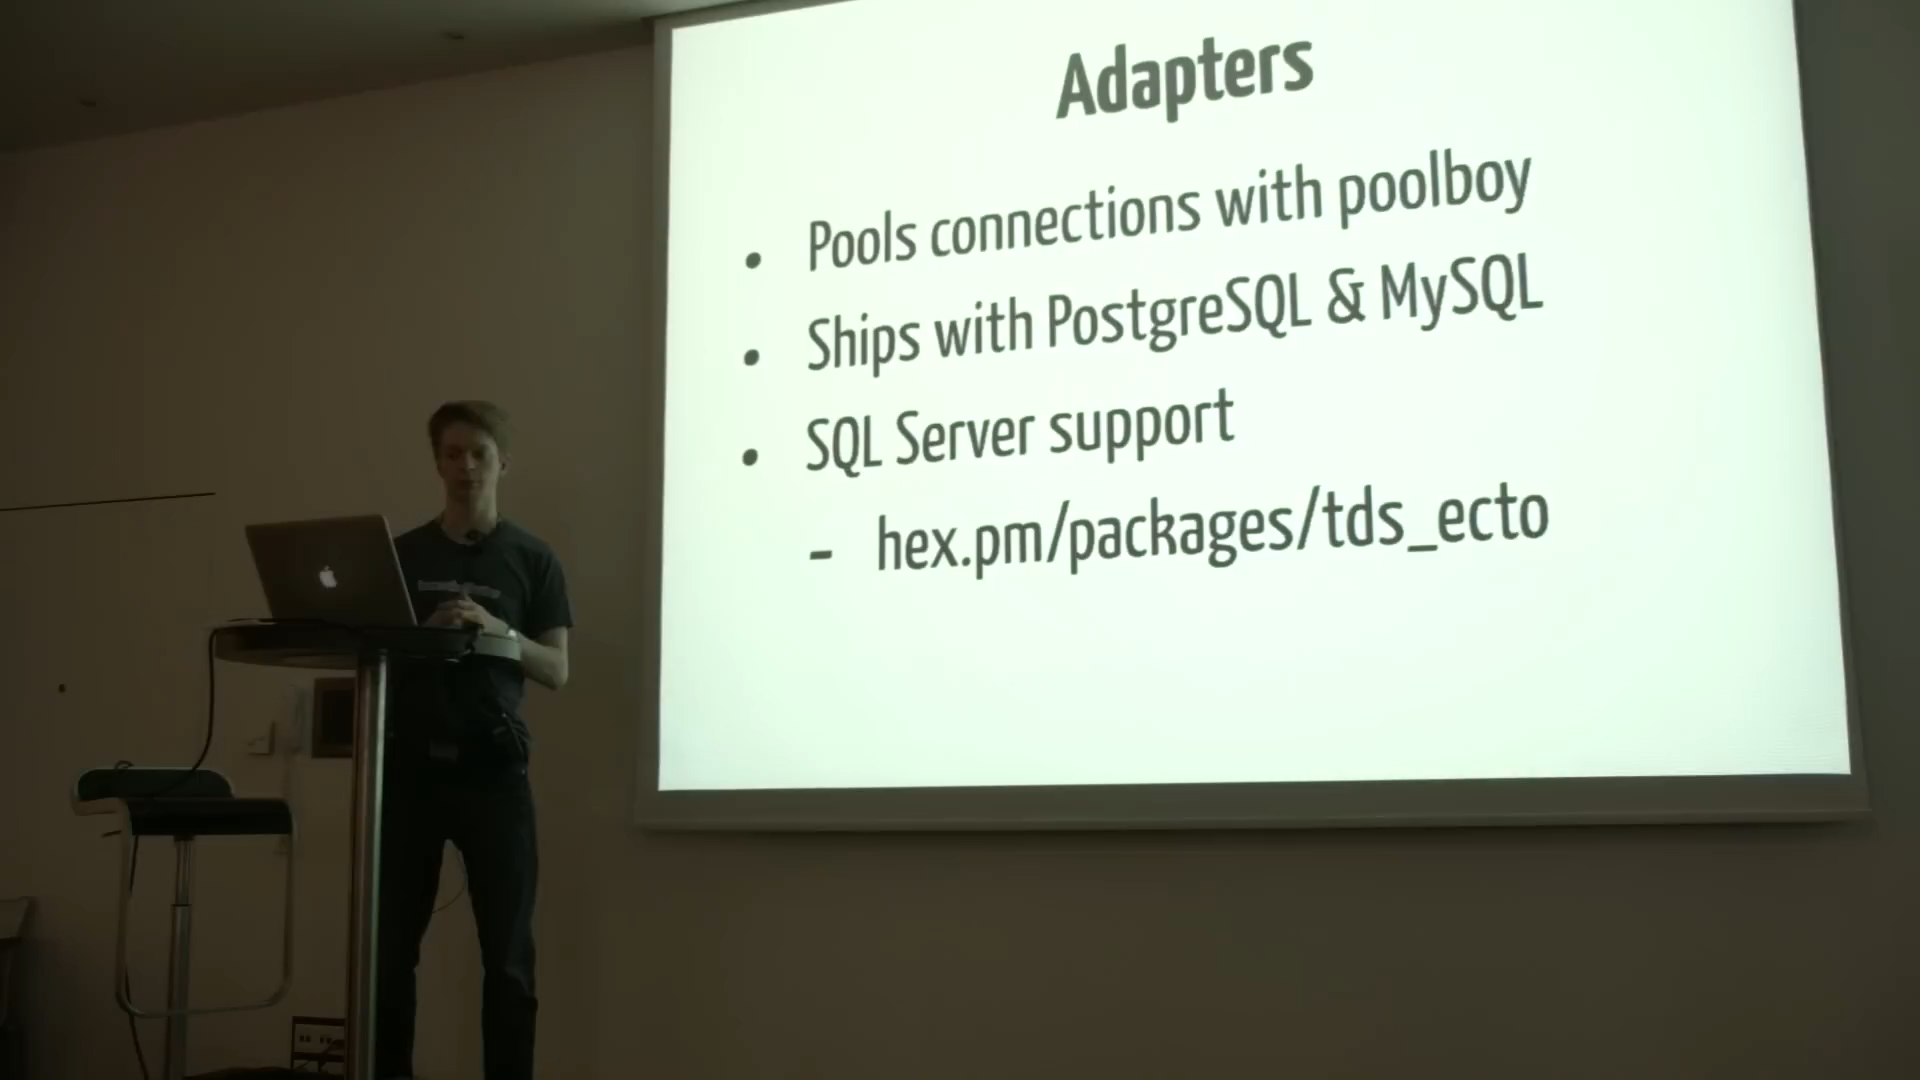 Adapters
• Pools connections with poolboy
• Ships with PostgreSQL & MySQL
• SQL Server support
– hex.pm/packages/tds_ecto